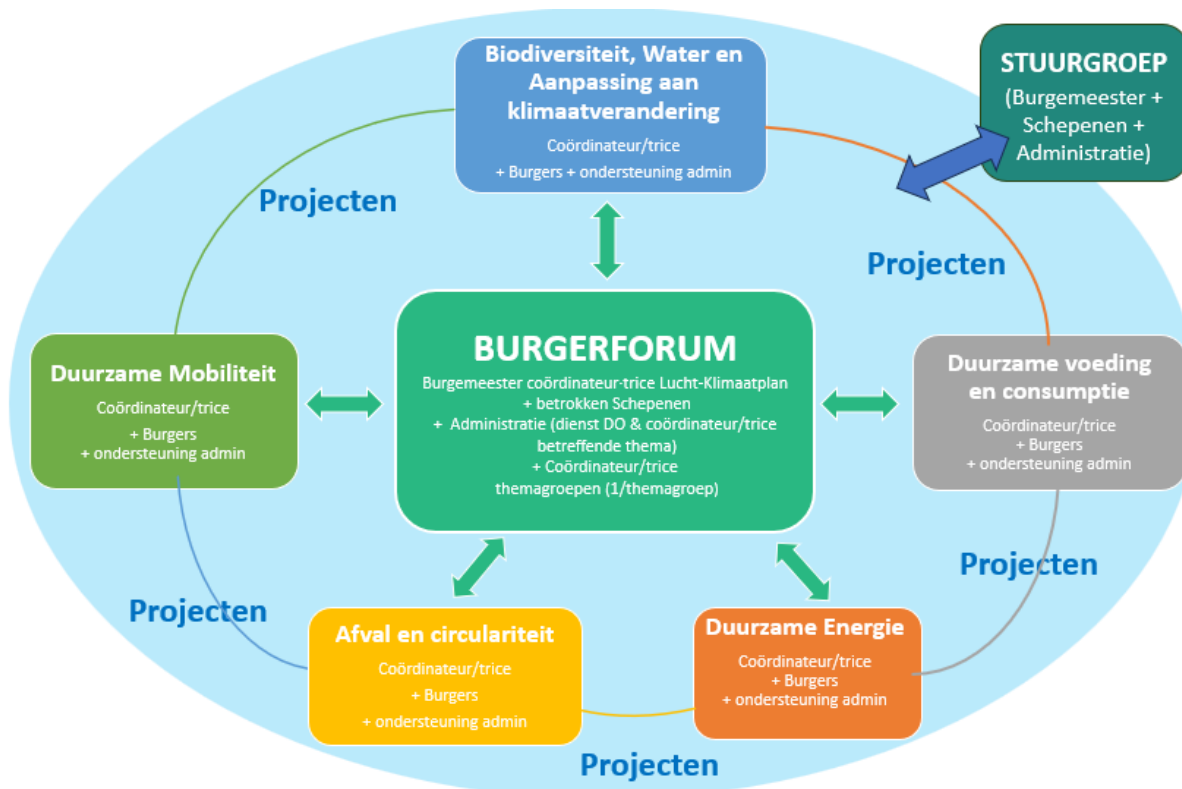 Biodiversiteit, Water en
Aanpassing aan
klimaatverandering
Coördinateur/trice
+ Burgers + ondersteuning admin
STUURGROEP
(Burgemeester +
Schepenen +
Administratie)
Projecten
Projecten
Duurzame Mobiliteit
Coördinateur/trice
+ Burgers
+ ondersteuning admin
BURGERFORUM
Burgemeester coördinateur-trice Lucht-Klimaatplan
+ betrokken Schepenen
+ Administratie (dienst DO & coördinateur/trice
betreffende thema)
+ Coördinateur/trice
themagroepen (1/themagroep)
Duurzame voeding
en consumptie
Coördinateur/trice
+ Burgers
+ ondersteuning admin
Projecten
Projecten
Afval en circulariteit
Coördinateur/trice
+ Burgers
+ ondersteuning admin
Duurzame Energie
Coördinateur/trice
+ Burgers
+ ondersteuning admin
Projecten